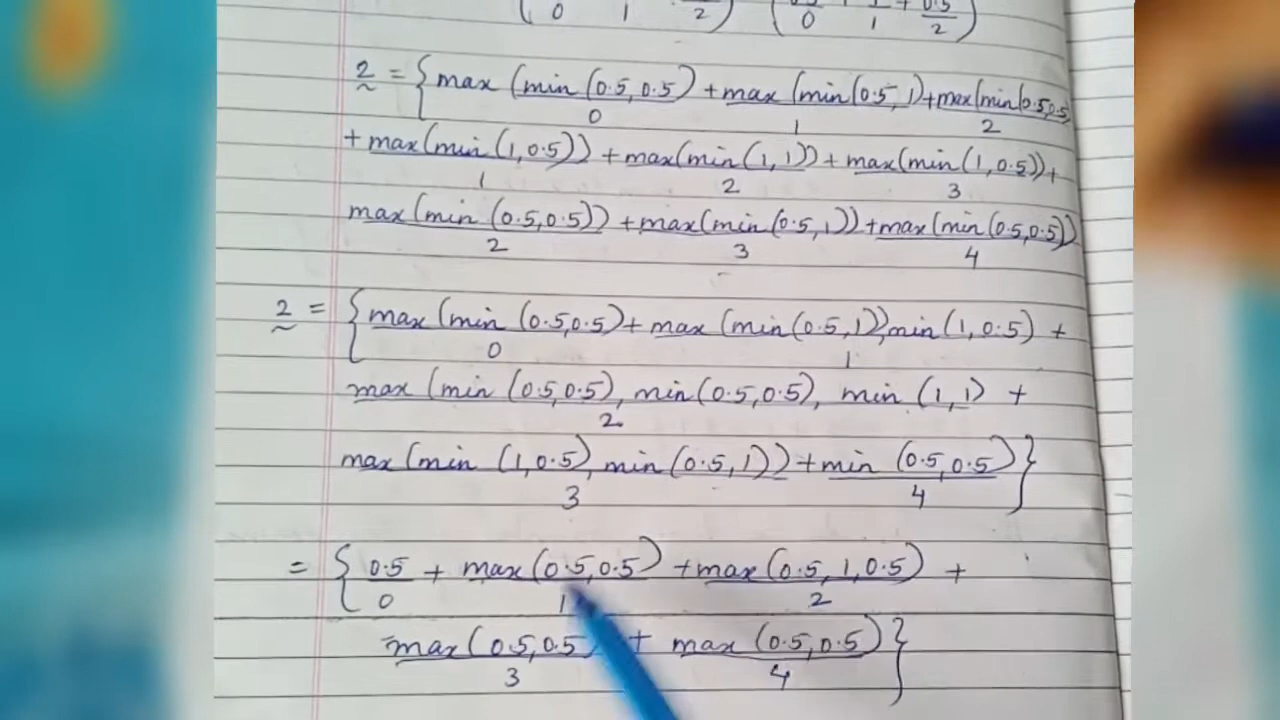 0 1 2 0 1 2
2 = { max (min (0.5, 0.5) + max (min (0.5, 1) + max (min (0.5, 0.5)
0 1 2
+ max (min (1, 0.5)) + max (min (1, 1)) + max (min (1, 0.5)) +
1 2 3
max (min (0.5, 0.5)) + max (min (0.5, 1)) + max (min (0.5, 0.5))
2 3 4
2 = { max (min (0.5, 0.5) + max (min (0.5, 1), min (1, 0.5) +
0 1
max (min (0.5, 0.5), min (0.5, 0.5), min (1, 1) +
2
max (min (1, 0.5), min (0.5, 1)) + min (0.5, 0.5) }
3 4
= { 0.5 + max (0.5, 0.5) + max (0.5, 1, 0.5) +
0 1 2
max (0.5, 0.5) + max (0.5, 0.5) }
3 4